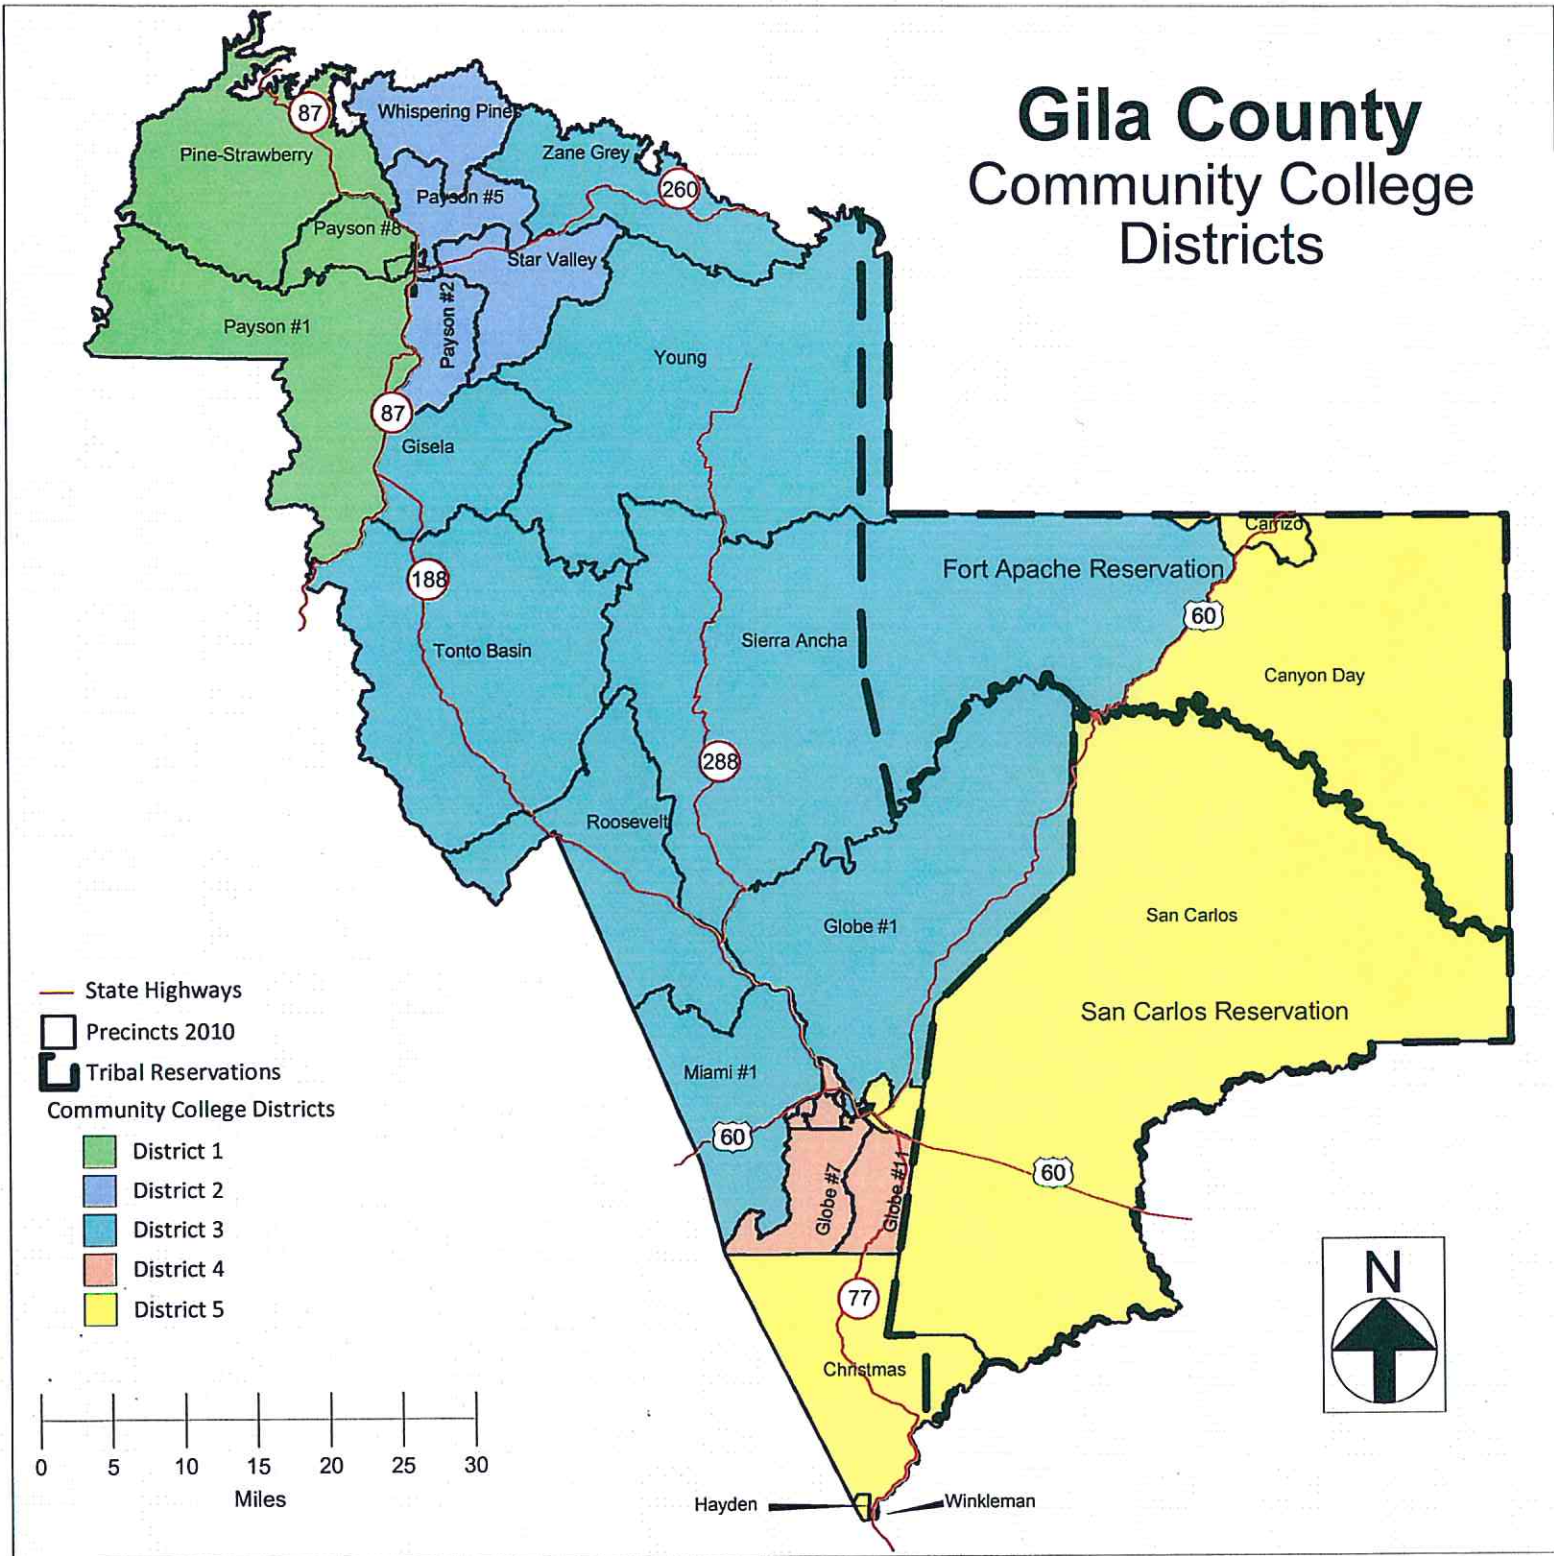 Gila County
Community College
Districts
87
Whispering Pines
Pine-Strawberry
Zane Grey
260
Payson #5
Payson #8
Star Valley
Payson #2
Payson #1
Young
87
Gisela
Carrizo
Fort Apache Reservation
188
60
Sierra Ancha
Tonto Basin
Canyon Day
288
Roosevelt
San Carlos
Globe #1
State Highways
San Carlos Reservation
Precincts 2010
Miami #1
Tribal Reservations
Community College Districts
60
District 1
60
Globe #7
Globe #11
District 2
District 3
District 4
N
77
District 5
Christmas
0 5 10 15 20 25 30
Miles
Hayden
Winkleman